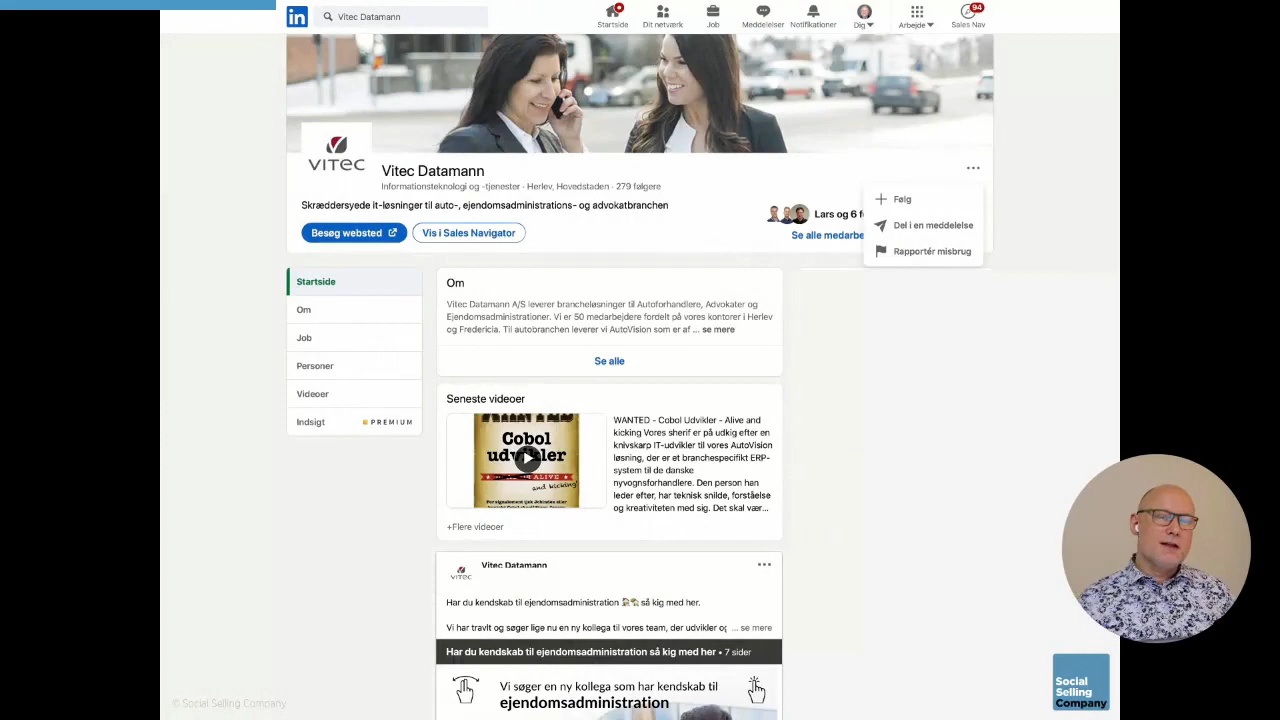 in
Vitec Datamann
Startside
Dit netværk
Job
Meddelelser
Notifikationer
Dig
Arbejde
94
Sales Nav
VITEC
Vitec Datamann
Informationsteknologi og -tjenester · Herlev, Hovedstaden · 279 følgere
Skræddersyede it-løsninger til auto-, ejendomsadministrations- og advokatbranchen
Lars og 6 f
Se alle medarbe
Besøg websted
Vis i Sales Navigator
Følg
Del i en meddelelse
Rapportér misbrug
Startside
Om
Job
Personer
Videoer
Indsigt
PREMIUM
Om
Vitec Datamann A/S leverer brancheløsninger til Autoforhandlere, Advokater og
Ejendomsadministrationer. Vi er 50 medarbejdere fordelt på vores kontorer i Herlev
og Fredericia. Til autobranchen leverer vi AutoVision som er af ... se mere
Se alle
Seneste videoer
Cobol
udvikler
ALIVE
and kicking!
WANTED - Cobol Udvikler - Alive and
kicking Vores sherif er på udkig efter en
knivskarp IT-udvikler til vores AutoVision
løsning, der er et branchespecifikt ERP-
system til de danske
nyvognsforhandlere. Den person han
leder efter, har teknisk snilde, forståelse
og kreativiteten med sig. Det skal vær...
+Flere videoer
VITEC
Vitec Datamann
Har du kendskab til ejendomsadministration 🏠🏡 så kig med her.
Vi har travlt og søger lige nu en ny kollega til vores team, der udvikler og ... se mere
Har du kendskab til ejendomsadministration så kig med her • 7 sider
Vi søger en ny kollega som har kendskab til
ejendomsadministration
© Social Selling Company
Social
Selling
Company